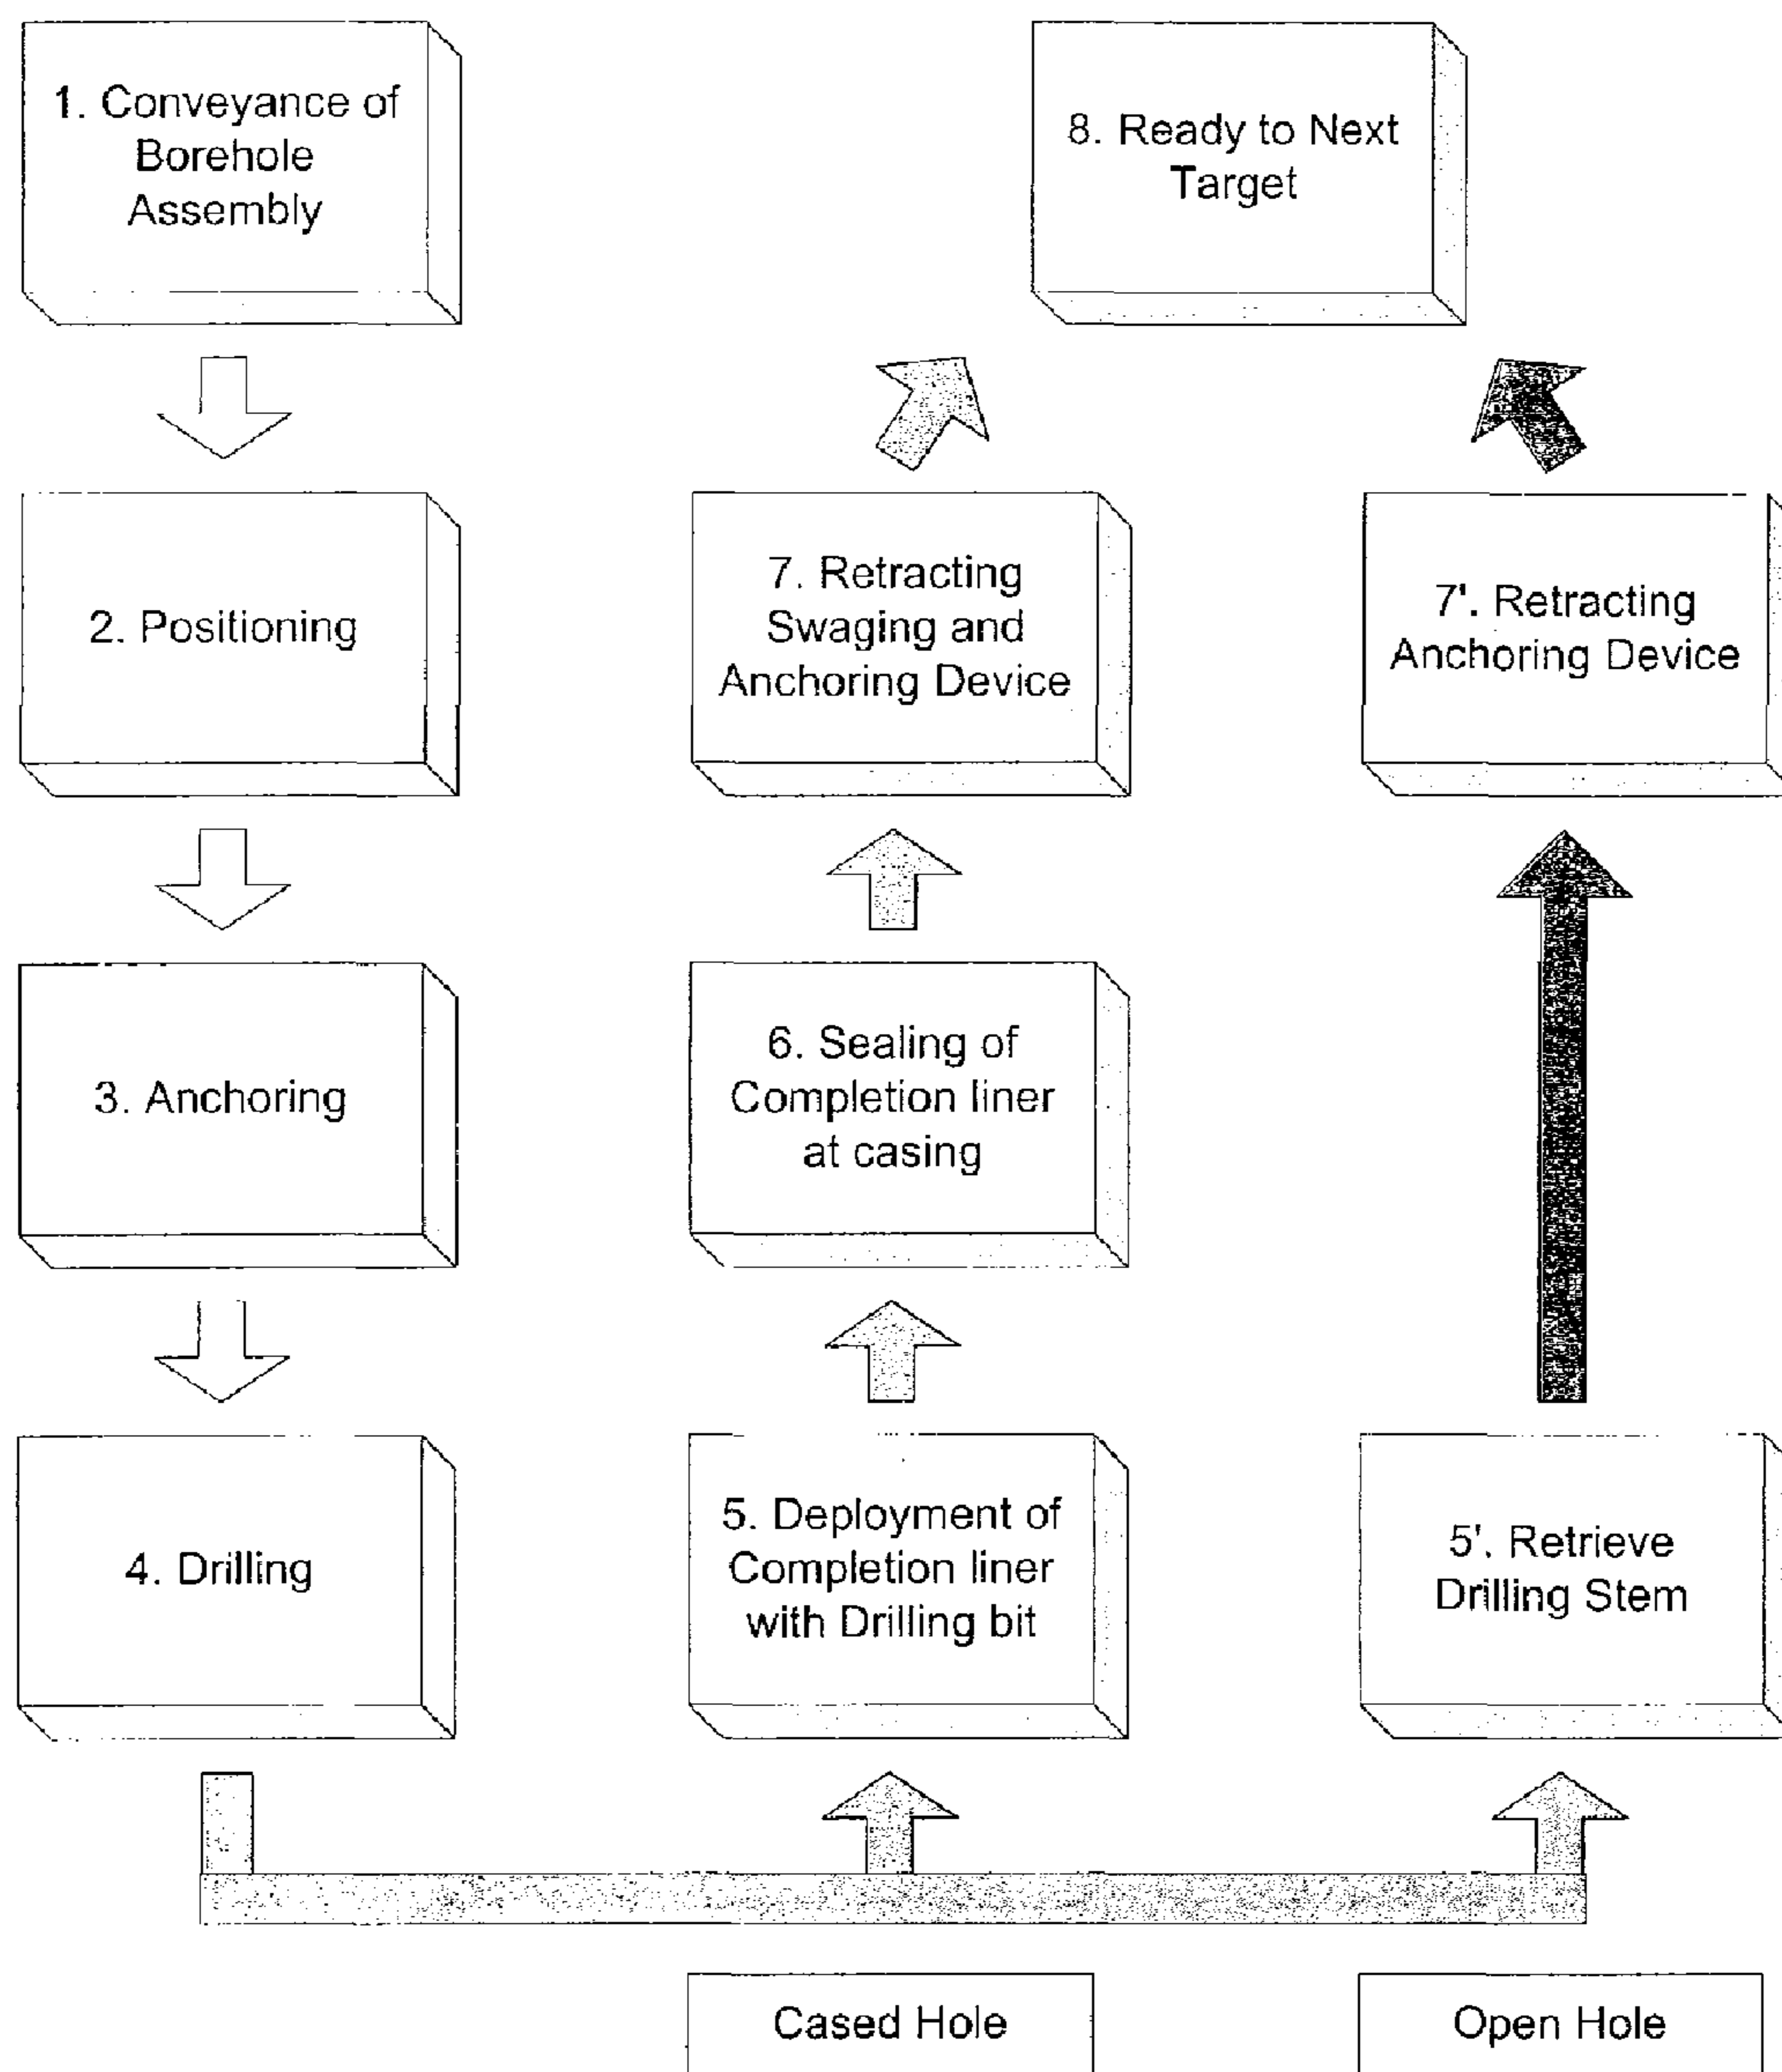 1. Conveyance of
Borehole
Assembly
2. Positioning
3. Anchoring
4. Drilling
5. Deployment of
Completion liner
with Drilling bit
6. Sealing of
Completion liner
at casing
7. Retracting
Swaging and
Anchoring Device
5'. Retrieve
Drilling Stem
7'. Retracting
Anchoring Device
8. Ready to Next
Target
Cased Hole
Open Hole